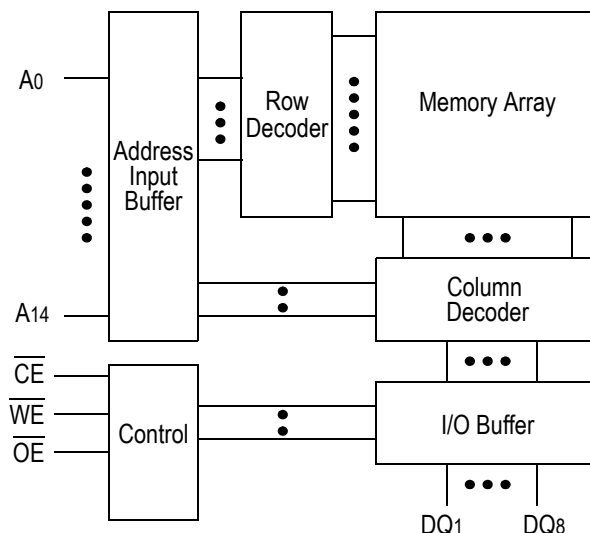 A0
Address
Input
Buffer
Row
Decoder
Memory Array
A14
Column
Decoder
CE
WE
OE
Control
I/O Buffer
DQ1
DQ8